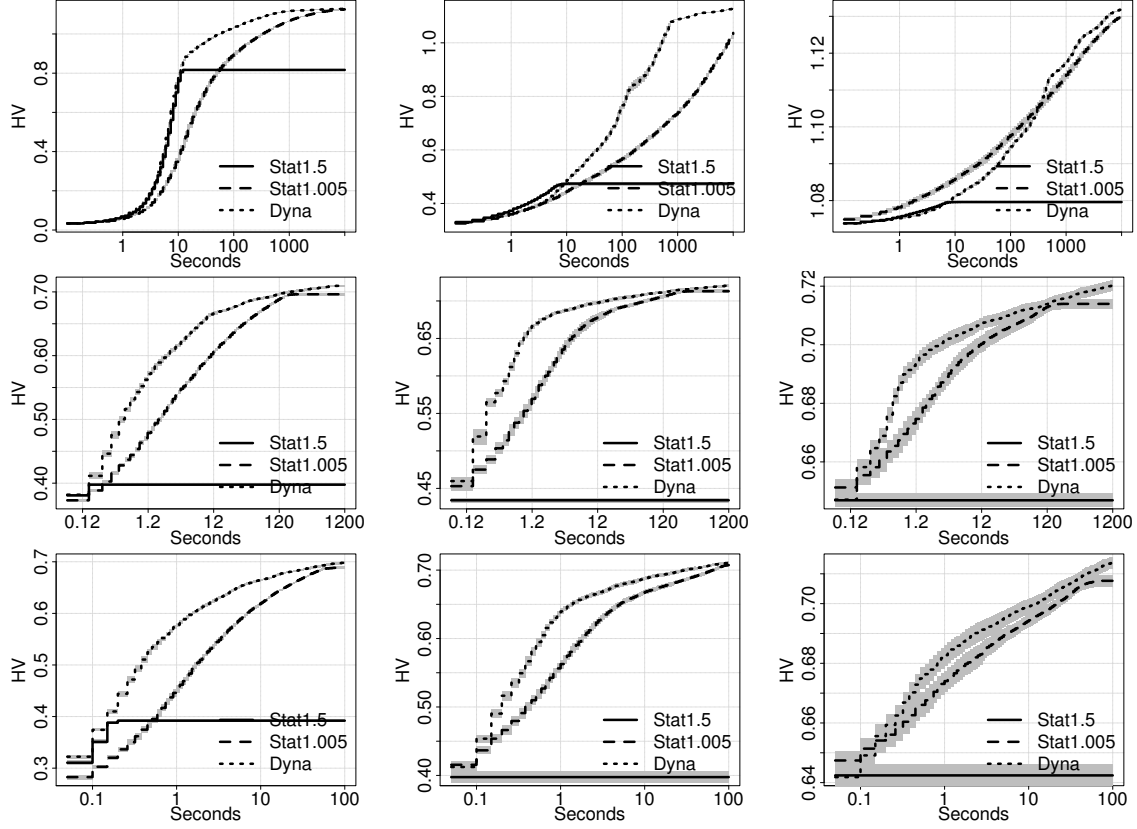 HV
0.8
0.4
0.0
Stat1.5
Stat1.005
Dyna
1 10 100 1000
Seconds
HV
1.0
0.8
0.6
0.4
Stat1.5
Stat1.005
Dyna
1 10 100 1000
Seconds
HV
1.12
1.10
1.08
Stat1.5
Stat1.005
Dyna
1 10 100 1000
Seconds
HV
0.70
0.60
0.50
0.40
Stat1.5
Stat1.005
Dyna
0.12 1.2 12 120 1200
Seconds
HV
0.65
0.55
0.45
Stat1.5
Stat1.005
Dyna
0.12 1.2 12 120 1200
Seconds
HV
0.72
0.70
0.68
0.66
Stat1.5
Stat1.005
Dyna
0.12 1.2 12 120 1200
Seconds
HV
0.7
0.6
0.5
0.4
0.3
Stat1.5
Stat1.005
Dyna
0.1 1 10 100
Seconds
HV
0.70
0.60
0.50
0.40
Stat1.5
Stat1.005
Dyna
0.1 1 10 100
Seconds
HV
0.70
0.68
0.66
0.64
Stat1.5
Stat1.005
Dyna
0.1 1 10 100
Seconds